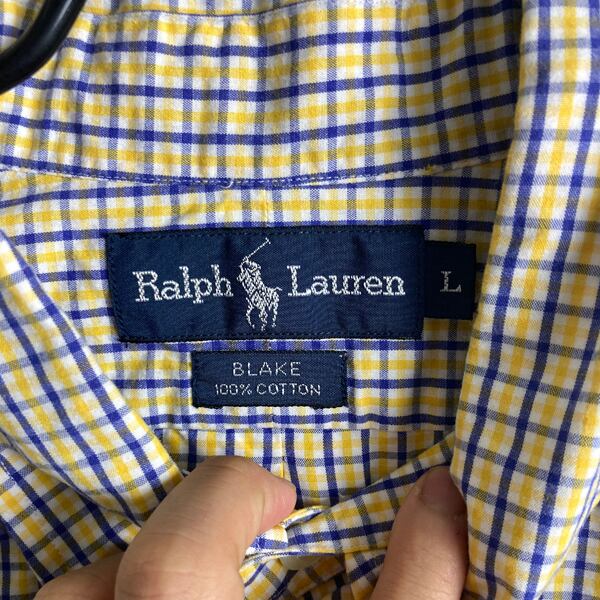 Ralph Lauren
L
BLAKE
100% COTTON